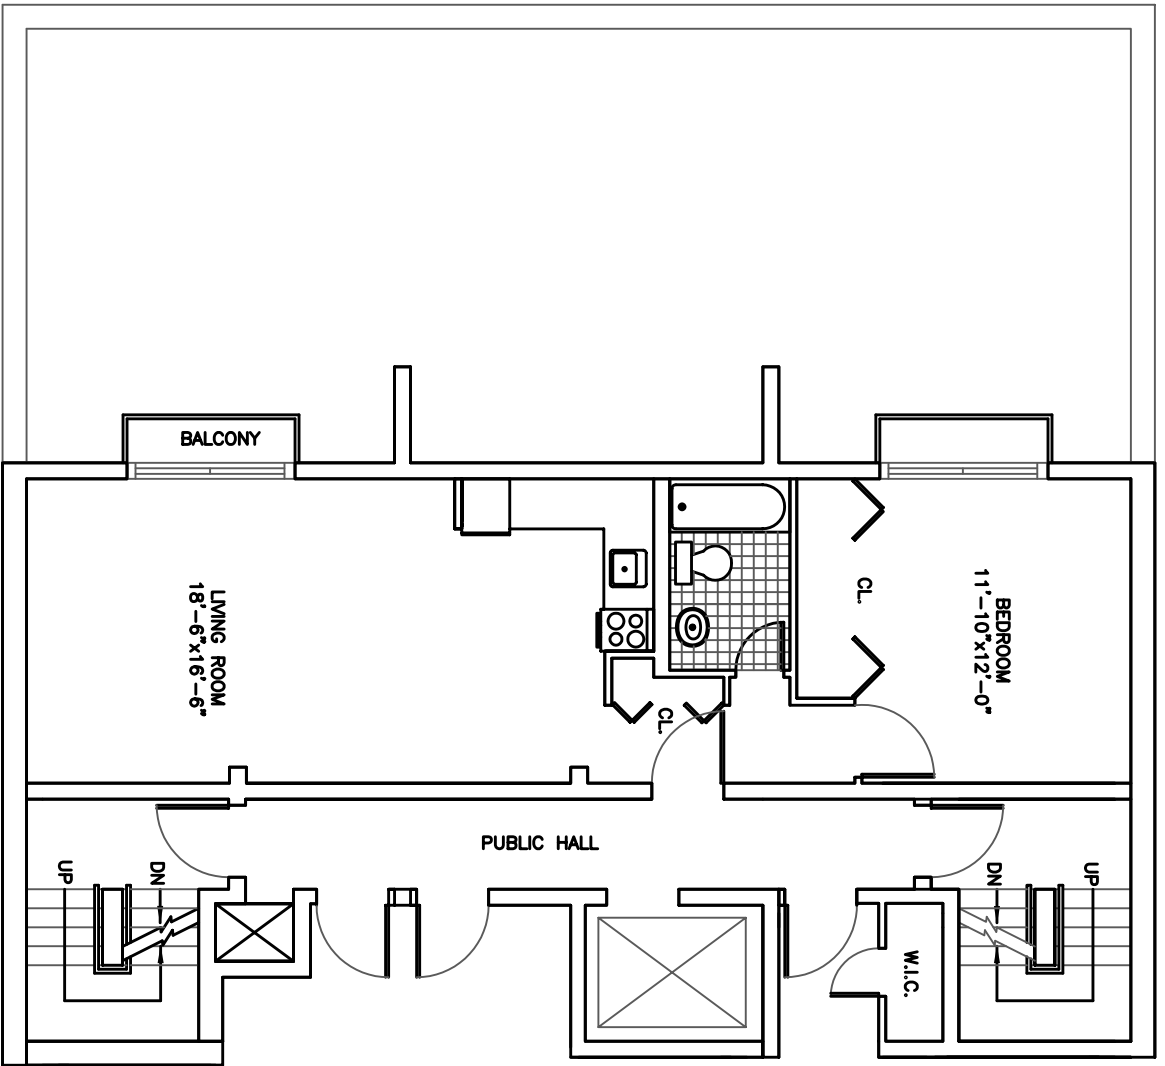 BALCONY
LIVING ROOM
18'-6"x16'-6"
CL.
BEDROOM
11'-10"x12'-0"
CL.
PUBLIC HALL
UP
DN
DN
UP
W.I.C.